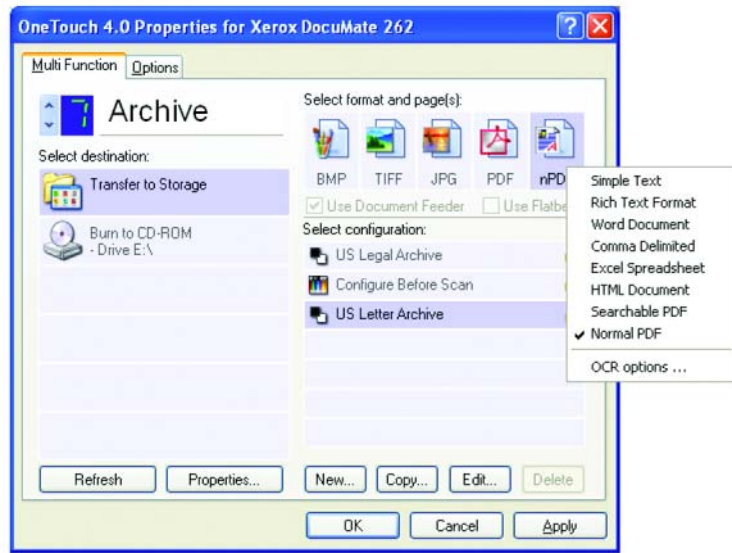 OneTouch 4.0 Properties for Xerox DocuMate 262
Multi Function
Options
7
Archive
Select destination:
Transfer to Storage
Burn to CD-ROM
- Drive E:\
Refresh
Properties...
Select format and page(s):
BMP
TIFF
JPG
PDF
nPD
Use Document Feeder
Use Flatbe
Select configuration:
US Legal Archive
Configure Before Scan
US Letter Archive
New...
Copy...
Edit...
Delete
Simple Text
Rich Text Format
Word Document
Comma Delimited
Excel Spreadsheet
HTML Document
Searchable PDF
Normal PDF
OCR options ...
OK
Cancel
Apply